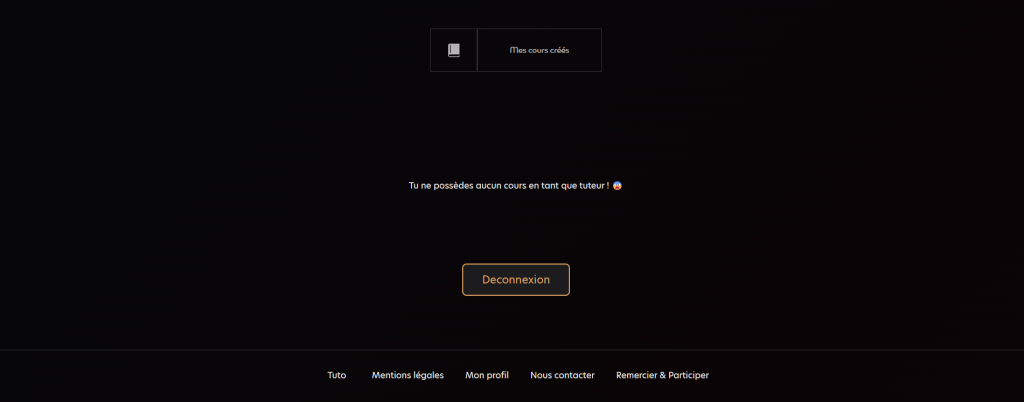 Mes cours créés
Tu ne possèdes aucun cours en tant que tuteur ! 😱
Deconnexion
Tuto Mentions légales Mon profil Nous contacter Remercier & Participer